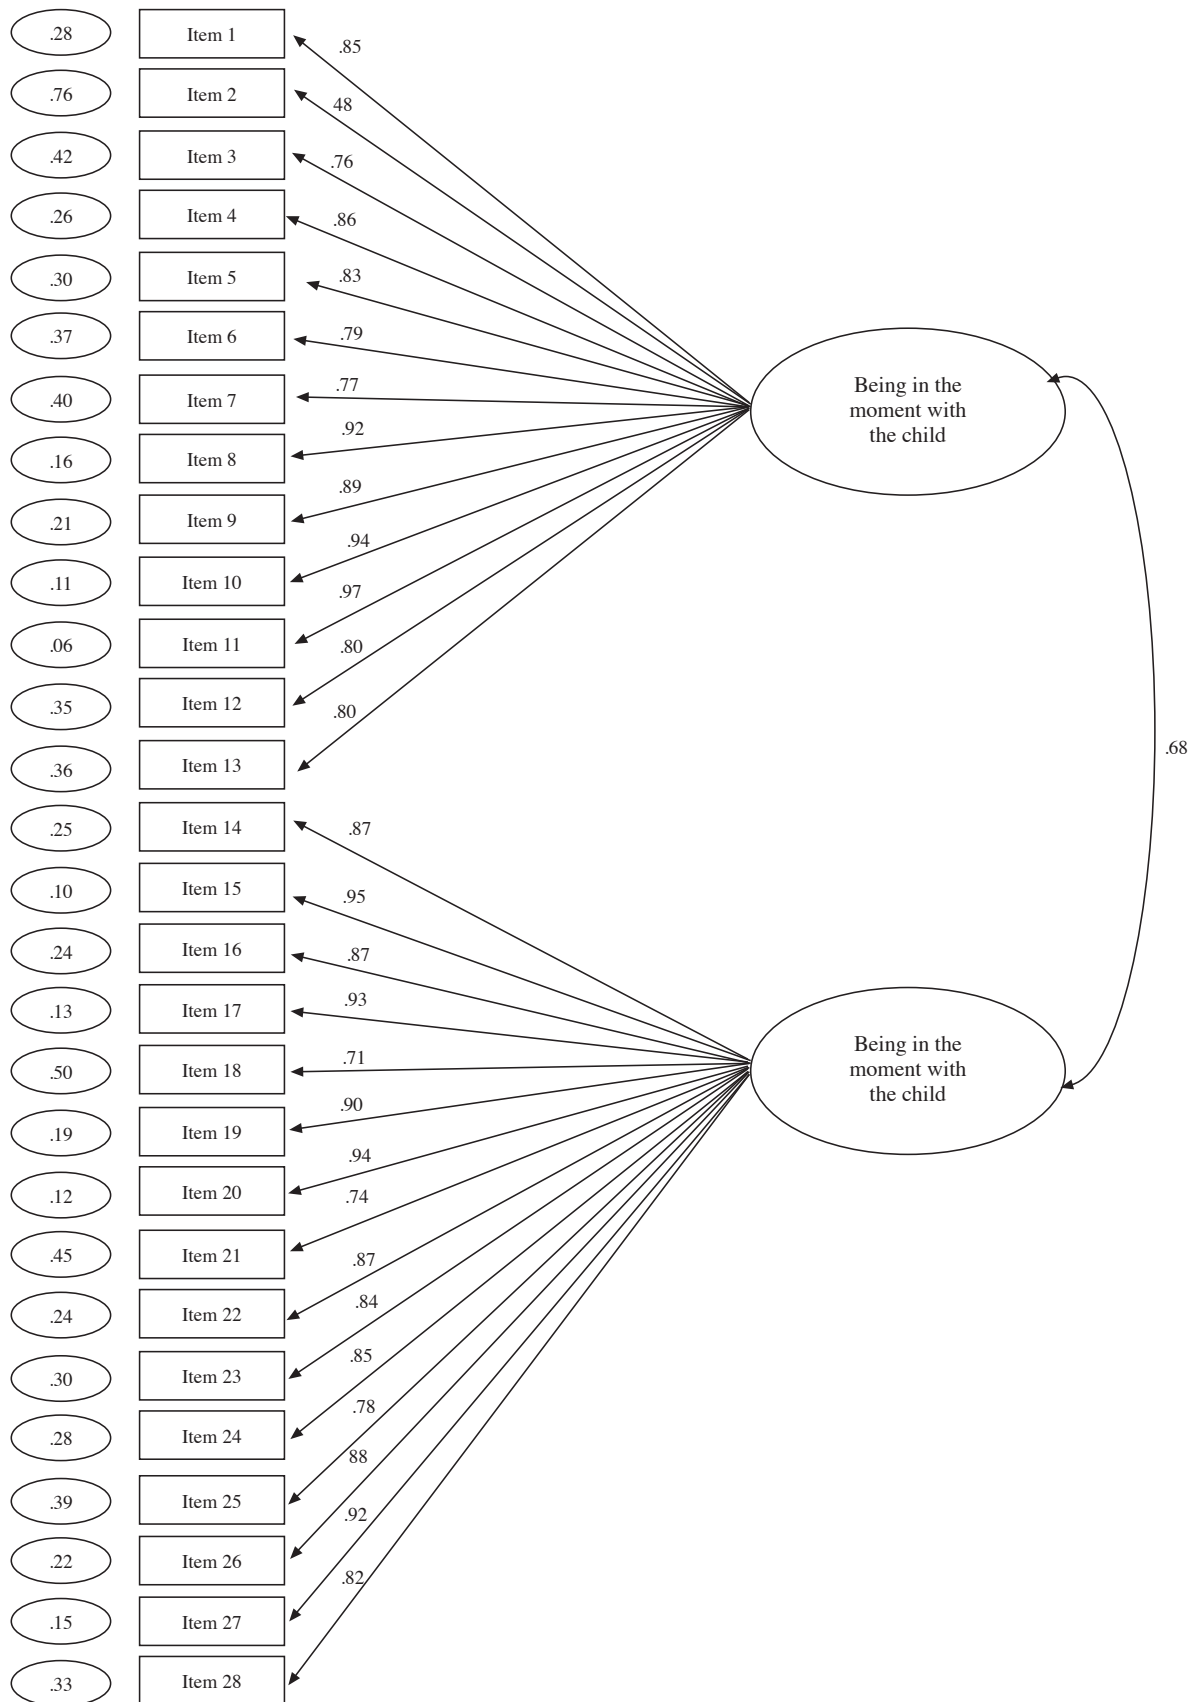 .28 Item 1 .85
.76 Item 2 48
.42 Item 3 .76
.26 Item 4 .86
.30 Item 5 .83
.37 Item 6 .79
.40 Item 7 .77
.16 Item 8 .92
.21 Item 9 .89
.11 Item 10 .94
.06 Item 11 .97
.35 Item 12 .80
.36 Item 13 .80
Being in the
moment with
the child
.68
.25 Item 14 .87
.10 Item 15 .95
.24 Item 16 .87
.13 Item 17 .93
.50 Item 18 .71
.19 Item 19 .90
.12 Item 20 .94
.45 Item 21 .74
.24 Item 22 .87
.30 Item 23 .84
.28 Item 24 .85
.39 Item 25 .78
.22 Item 26 88
.15 Item 27 .92
.33 Item 28 .82
Being in the
moment with
the child